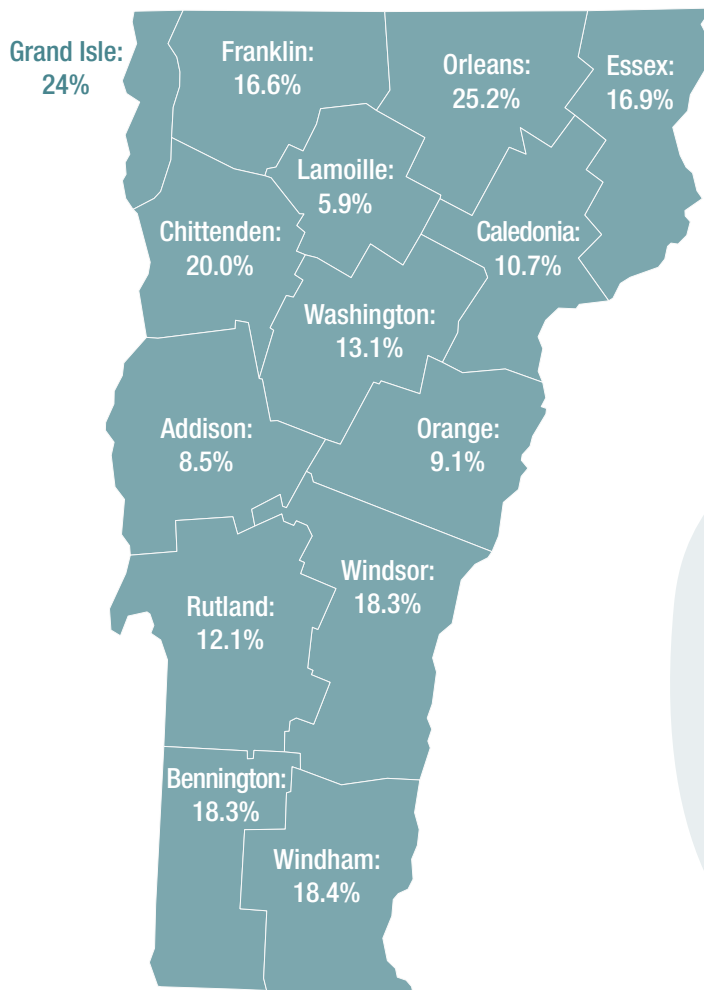 Grand Isle:
24%
Franklin:
16.6%
Orleans:
25.2%
Essex:
16.9%
Lamoille:
5.9%
Chittenden:
20.0%
Caledonia:
10.7%
Washington:
13.1%
Addison:
8.5%
Orange:
9.1%
Windsor:
18.3%
Rutland:
12.1%
Bennington:
18.3%
Windham:
18.4%